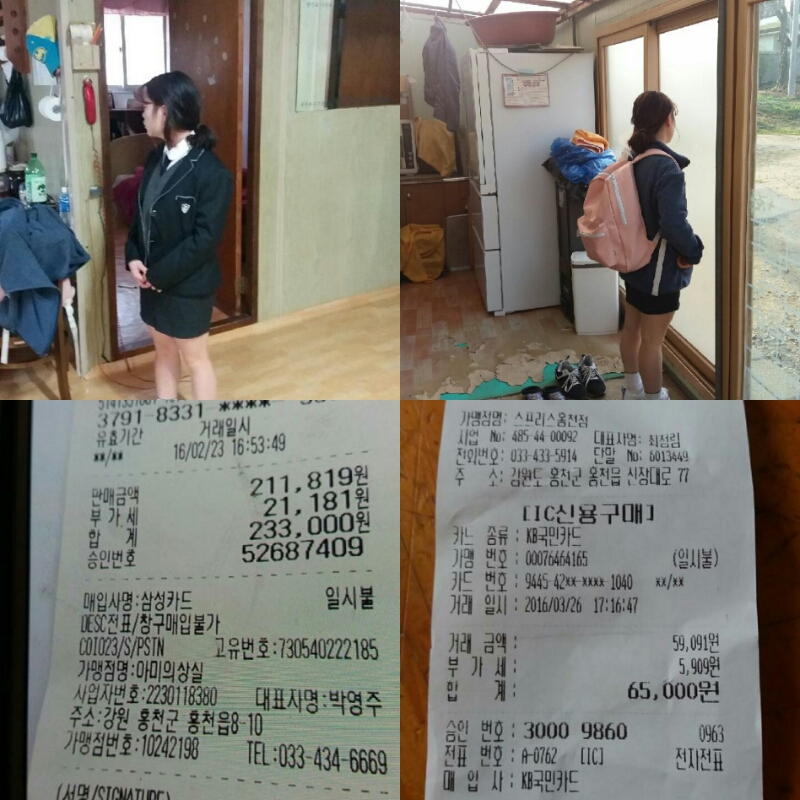 3791-8331-****-
유효기간 거래일시
**/** 16/02/23 16:53:49
판매금액 211,819원
부가세 21,181원
합 계 233,000원
승인번호 52687409
매입사명:삼성카드 일시불
DESC전표/창구매입불가
C01023/S/PSTN 고유번호:730540222185
가맹점명:아미의상실
사업자번호:2230118380 대표자명:박영주
주소:강원 홍천군 홍천읍8-10
가맹점번호:10242198 TEL:033-434-6669
(서명/SIGNATURE)
가맹점명: 스프리스홍천점
사업 No: 485-44-00092 대표자명: 최정림
전화번호: 033-433-5914 단말 No: 6013449
주 소: 강원도 홍천군 홍천읍 신장대로 77
[IC신용구매]
카드 종류 : KB국민카드
가맹 번호 : 00076464165 (일시불)
카드 번호 : 9445-42**-****-1040 **/**
거래 일시 : 2016/03/26 17:16:47
거래 금액 : 59,091원
부 가 세 : 5,909원
합 계 : 65,000원
승인 번호 : 3000 9860 0963
전표 번호 : A-0762 [IC] 전자전표
매 입 사 : KB국민카드